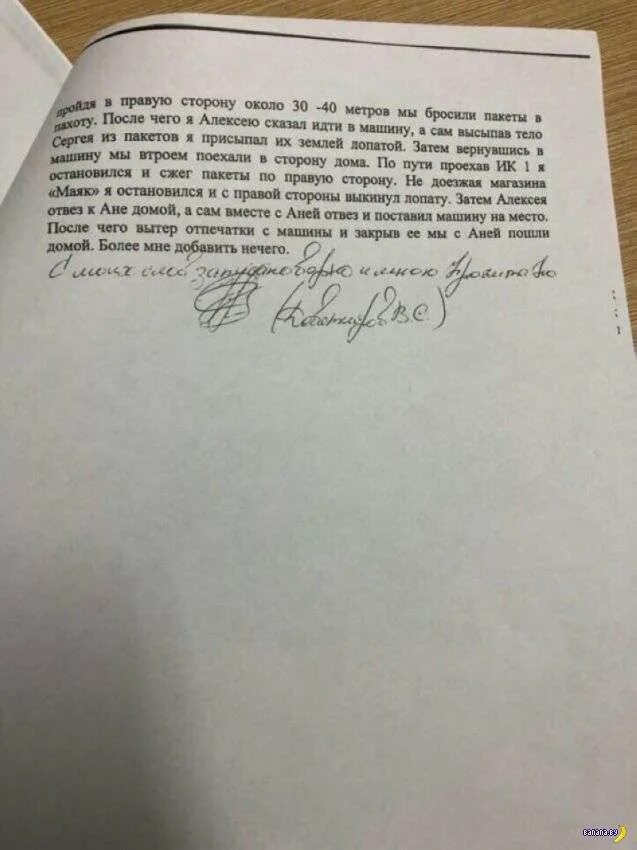 пройдя в правую сторону около 30 -40 метров мы бросили пакеты в
пахоту. После чего я Алексею сказал идти в машину, а сам высыпав тело
Сергея из пакетов я присыпал их землей лопатой. Затем вернувшись в
машину мы втроем поехали в сторону дома. По пути проехав ИК 1 я
остановился и сжег пакеты по правую сторону. Не доезжая магазина
«Маяк» я остановился и с правой стороны выкинул лопату. Затем Алексея
отвез к Ане домой, а сам вместе с Аней отвез и поставил машину на место.
После чего вытер отпечатки с машины и закрыв ее мы с Аней пошли
домой. Более мне добавить нечего.
С моих слов записано верно и мною прочитано
В.С.)
banana.by